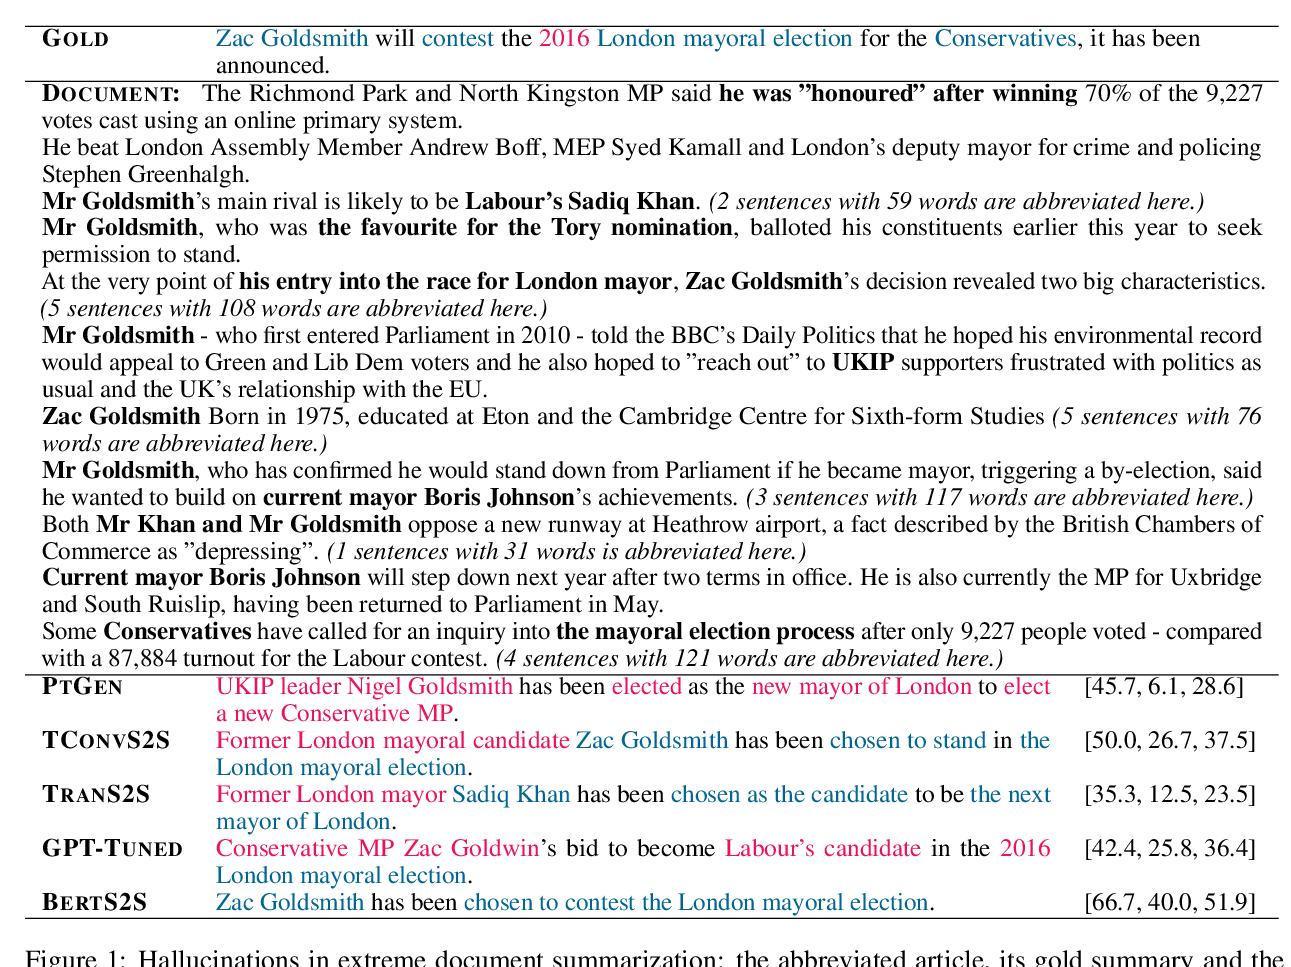 GOLD Zac Goldsmith will contest the 2016 London mayoral election for the Conservatives, it has been
announced.
DOCUMENT: The Richmond Park and North Kingston MP said he was ”honoured” after winning 70% of the 9,227
votes cast using an online primary system.
He beat London Assembly Member Andrew Boff, MEP Syed Kamall and London’s deputy mayor for crime and policing
Stephen Greenhalgh.
Mr Goldsmith’s main rival is likely to be Labour’s Sadiq Khan. (2 sentences with 59 words are abbreviated here.)
Mr Goldsmith, who was the favourite for the Tory nomination, balloted his constituents earlier this year to seek
permission to stand.
At the very point of his entry into the race for London mayor, Zac Goldsmith’s decision revealed two big characteristics.
(5 sentences with 108 words are abbreviated here.)
Mr Goldsmith - who first entered Parliament in 2010 - told the BBC’s Daily Politics that he hoped his environmental record
would appeal to Green and Lib Dem voters and he also hoped to ”reach out” to UKIP supporters frustrated with politics as
usual and the UK’s relationship with the EU.
Zac Goldsmith Born in 1975, educated at Eton and the Cambridge Centre for Sixth-form Studies (5 sentences with 76
words are abbreviated here.)
Mr Goldsmith, who has confirmed he would stand down from Parliament if he became mayor, triggering a by-election, said
he wanted to build on current mayor Boris Johnson’s achievements. (3 sentences with 117 words are abbreviated here.)
Both Mr Khan and Mr Goldsmith oppose a new runway at Heathrow airport, a fact described by the British Chambers of
Commerce as ”depressing”. (1 sentences with 31 words is abbreviated here.)
Current mayor Boris Johnson will step down next year after two terms in office. He is also currently the MP for Uxbridge
and South Ruislip, having been returned to Parliament in May.
Some Conservatives have called for an inquiry into the mayoral election process after only 9,227 people voted - compared
with a 87,884 turnout for the Labour contest. (4 sentences with 121 words are abbreviated here.)
PTGEN UKIP leader Nigel Goldsmith has been elected as the new mayor of London to elect [45.7, 6.1, 28.6]
a new Conservative MP.
TCONVS2S Former London mayoral candidate Zac Goldsmith has been chosen to stand in the [50.0, 26.7, 37.5]
London mayoral election.
TRANS2S Former London mayor Sadiq Khan has been chosen as the candidate to be the next [35.3, 12.5, 23.5]
mayor of London.
GPT-TUNED Conservative MP Zac Goldwin’s bid to become Labour’s candidate in the 2016 [42.4, 25.8, 36.4]
London mayoral election.
BERTS2S Zac Goldsmith has been chosen to contest the London mayoral election. [66.7, 40.0, 51.9]
Figure 1: Hallucinations in extreme document summarization: the abbreviated article, its gold summary and the